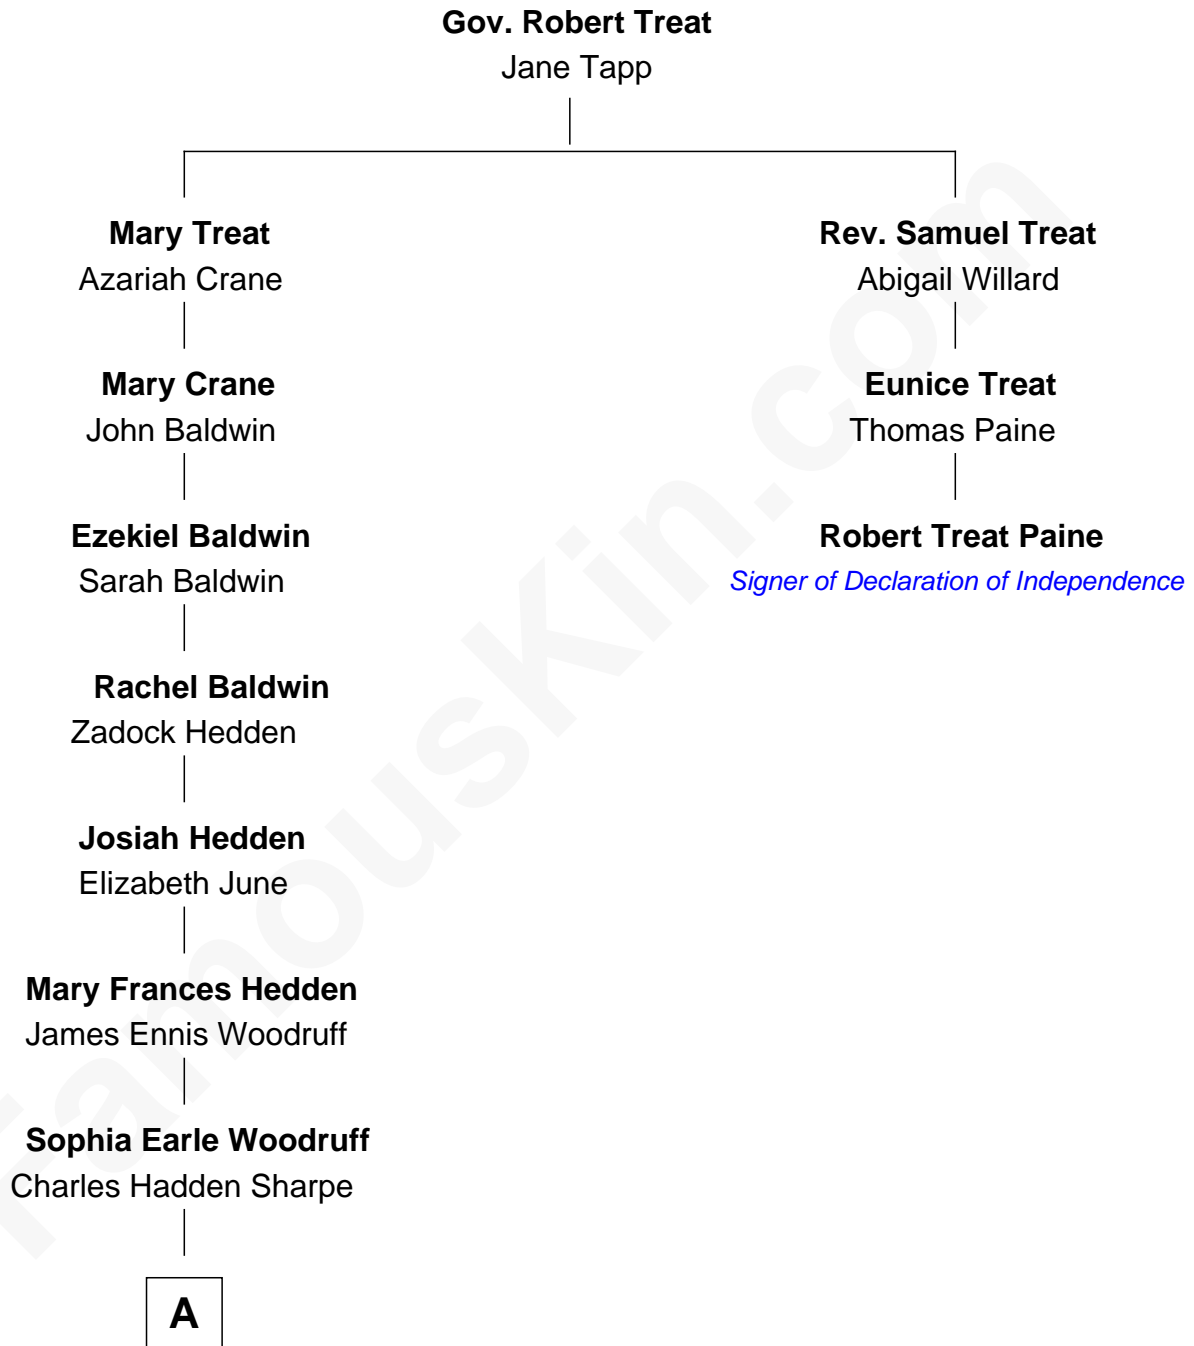 Gov. Robert Treat
Jane Tapp
Mary Treat
Azariah Crane
Rev. Samuel Treat
Abigail Willard
Mary Crane
John Baldwin
Eunice Treat
Thomas Paine
Ezekiel Baldwin
Sarah Baldwin
Robert Treat Paine
Signer of Declaration of Independence
Rachel Baldwin
Zadock Hedden
Josiah Hedden
Elizabeth June
Mary Frances Hedden
James Ennis Woodruff
Sophia Earle Woodruff
Charles Hadden Sharpe
A
FamousKin.com